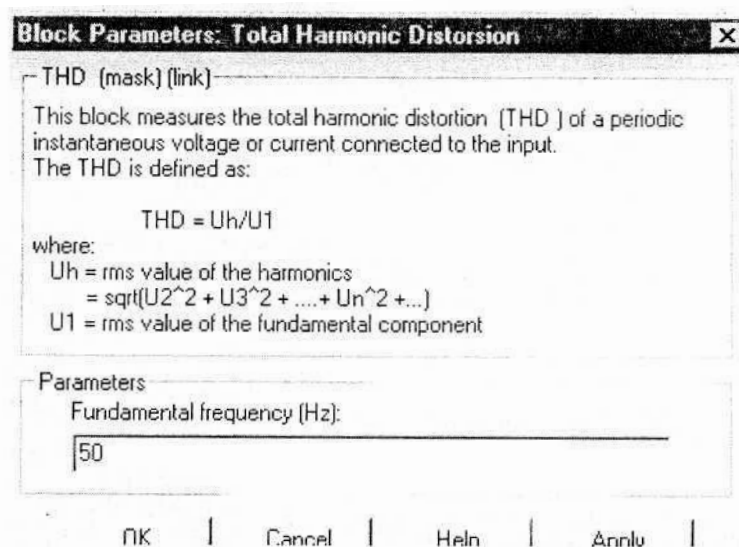 Block Parameters: Total Harmonic Distorsion
THD (mask) (link)
This block measures the total harmonic distortion (THD ) of a periodic
instantaneous voltage or current connected to the input.
The THD is defined as:
THD = Uh/U1
where:
Uh = rms value of the harmonics
= sqrt(U2^2 + U3^2 + ....+ Un^2 +...)
U1 = rms value of the fundamental component
Parameters
Fundamental frequency (Hz):
50
OK Cancel Help Apply